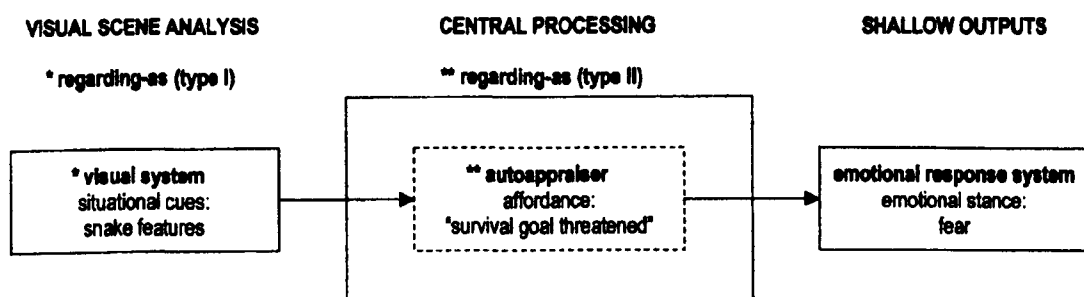 VISUAL SCENE ANALYSIS
CENTRAL PROCESSING
SHALLOW OUTPUTS
* regarding-as (type I)
** regarding-as (type II)
* visual system
situational cues:
snake features
** autoappraiser
affordance:
"survival goal threatened"
emotional response system
emotional stance:
fear